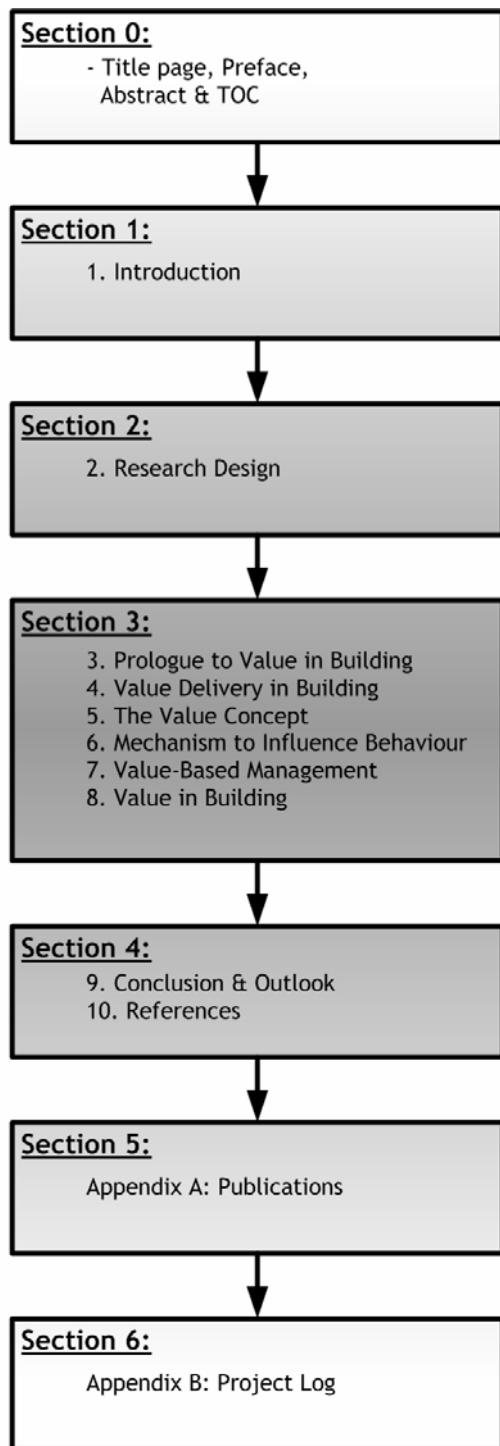 Section 0:
- Title page, Preface,
Abstract & TOC
Section 1:
1. Introduction
Section 2:
2. Research Design
Section 3:
3. Prologue to Value in Building
4. Value Delivery in Building
5. The Value Concept
6. Mechanism to Influence Behaviour
7. Value-Based Management
8. Value in Building
Section 4:
9. Conclusion & Outlook
10. References
Section 5:
Appendix A: Publications
Section 6:
Appendix B: Project Log